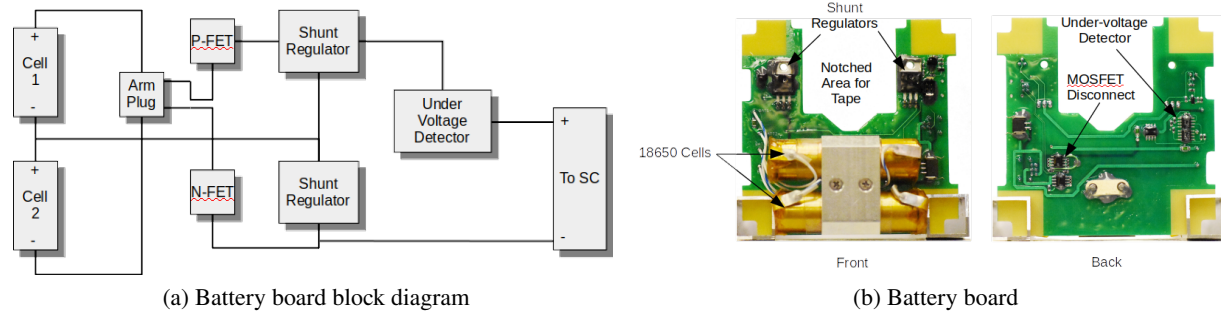 +
Cell
1
-
+
Cell
2
-
Arm
Plug
P-FET
N-FET
Shunt
Regulator
Shunt
Regulator
Under
Voltage
Detector
+
To SC
-
(a) Battery board block diagram
Shunt
Regulators
Notched
Area for
Tape
18650 Cells
Front
Under-voltage
Detector
MOSFET
Disconnect
Back
(b) Battery board